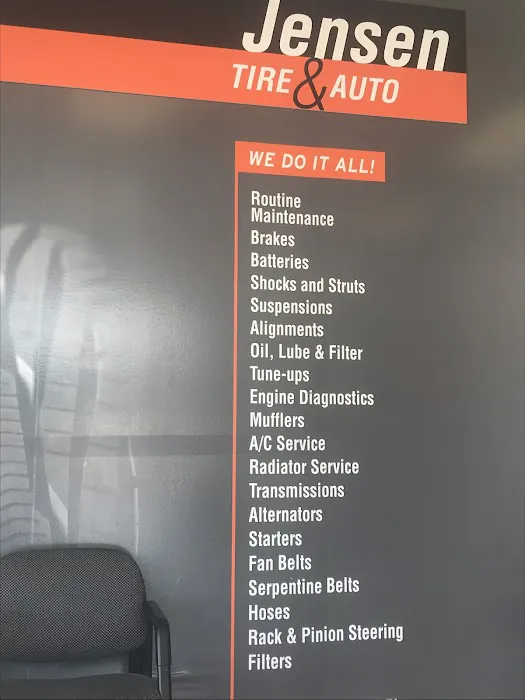 Jensen
TIRE & AUTO
WE DO IT ALL!
Routine
Maintenance
Brakes
Batteries
Shocks and Struts
Suspensions
Alignments
Oil, Lube & Filter
Tune-ups
Engine Diagnostics
Mufflers
A/C Service
Radiator Service
Transmissions
Alternators
Starters
Fan Belts
Serpentine Belts
Hoses
Rack & Pinion Steering
Filters